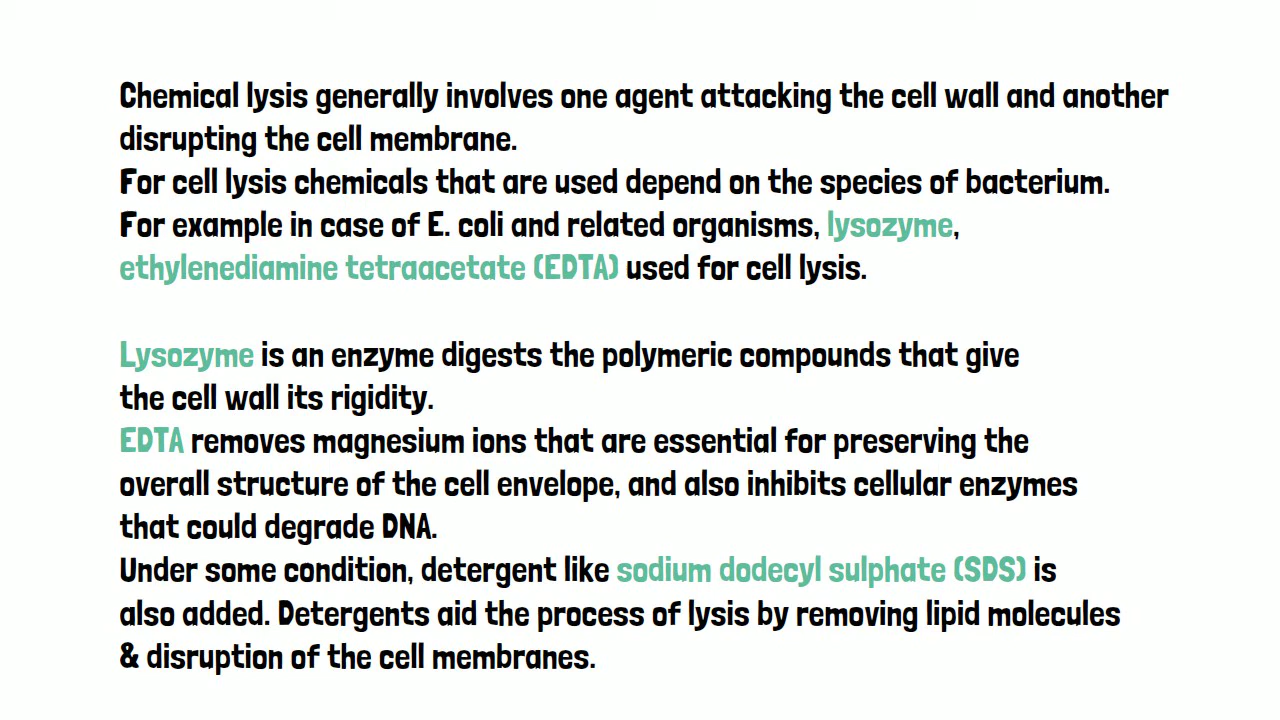 Chemical lysis generally involves one agent attacking the cell wall and another
disrupting the cell membrane.
For cell lysis chemicals that are used depend on the species of bacterium.
For example in case of E. coli and related organisms, lysozyme,
ethylenediamine tetraacetate (EDTA) used for cell lysis.
Lysozyme is an enzyme digests the polymeric compounds that give
the cell wall its rigidity.
EDTA removes magnesium ions that are essential for preserving the
overall structure of the cell envelope, and also inhibits cellular enzymes
that could degrade DNA.
Under some condition, detergent like sodium dodecyl sulphate (SDS) is
also added. Detergents aid the process of lysis by removing lipid molecules
& disruption of the cell membranes.